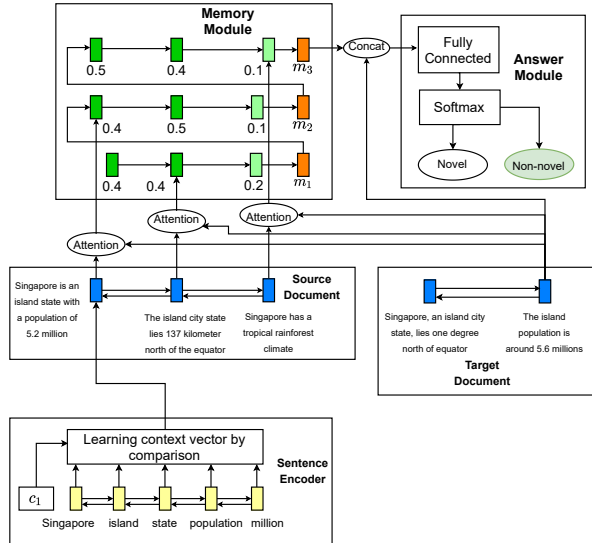 Memory
Module
0.5
0.4
0.1
m₃
0.4
0.5
0.1
m₂
0.4
0.4
0.2
m₁
Concat
Fully
Connected
Answer
Module
Softmax
Novel
Non-novel
Attention
Attention
Attention
Source
Document
Singapore is an
island state with
a population of
5.2 million
The island city state
lies 137 kilometer
north of the equator
Singapore has a
tropical rainforest
climate
Singapore, an island city
state, lies one degree
north of equator
The island
population is
around 5.6 millions
Target
Document
Learning context vector by
comparison
Sentence
Encoder
c₁
Singapore island state population million